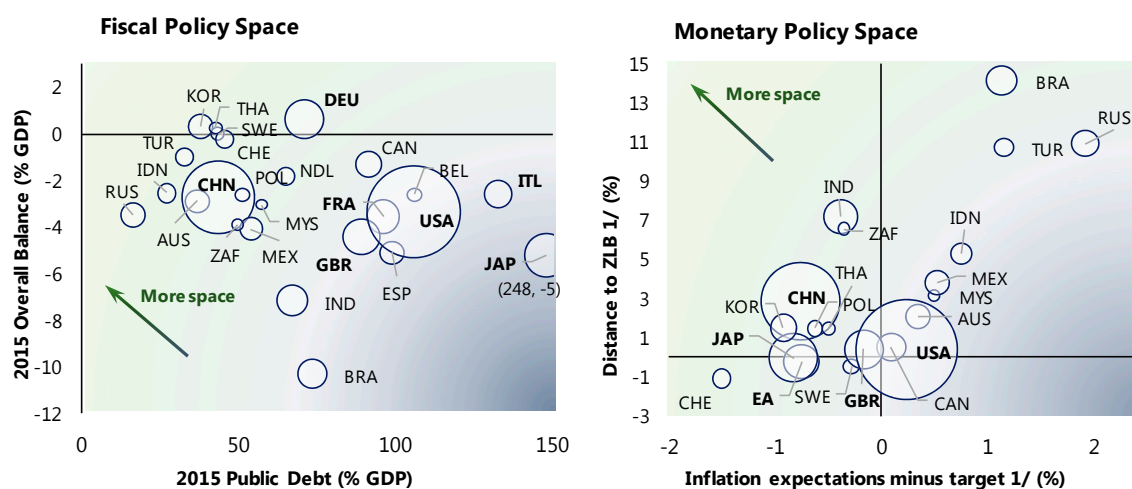 Fiscal Policy Space
2015 Overall Balance (% GDP)
2
0
-2
-4
-6
-8
-10
-12
KOR
THA
DEU
SWE
TUR
CHE
CAN
IDN
CHN
POL
NDL
BEL
RUS
FRA
ITL
AUS
MYS
USA
ZAF
MEX
GBR
JAP
ESP
(248, -5)
More space
IND
BRA
0
50
100
150
2015 Public Debt (% GDP)
Monetary Policy Space
Distance to ZLB 1/ (%)
15
13
11
9
7
5
3
1
-1
-3
More space
BRA
RUS
TUR
IND
IDN
ZAF
THA
MEX
CHN
POL
MYS
KOR
AUS
JAP
USA
CHE
EA
SWE
GBR
CAN
-2
-1
0
1
2
Inflation expectations minus target 1/ (%)